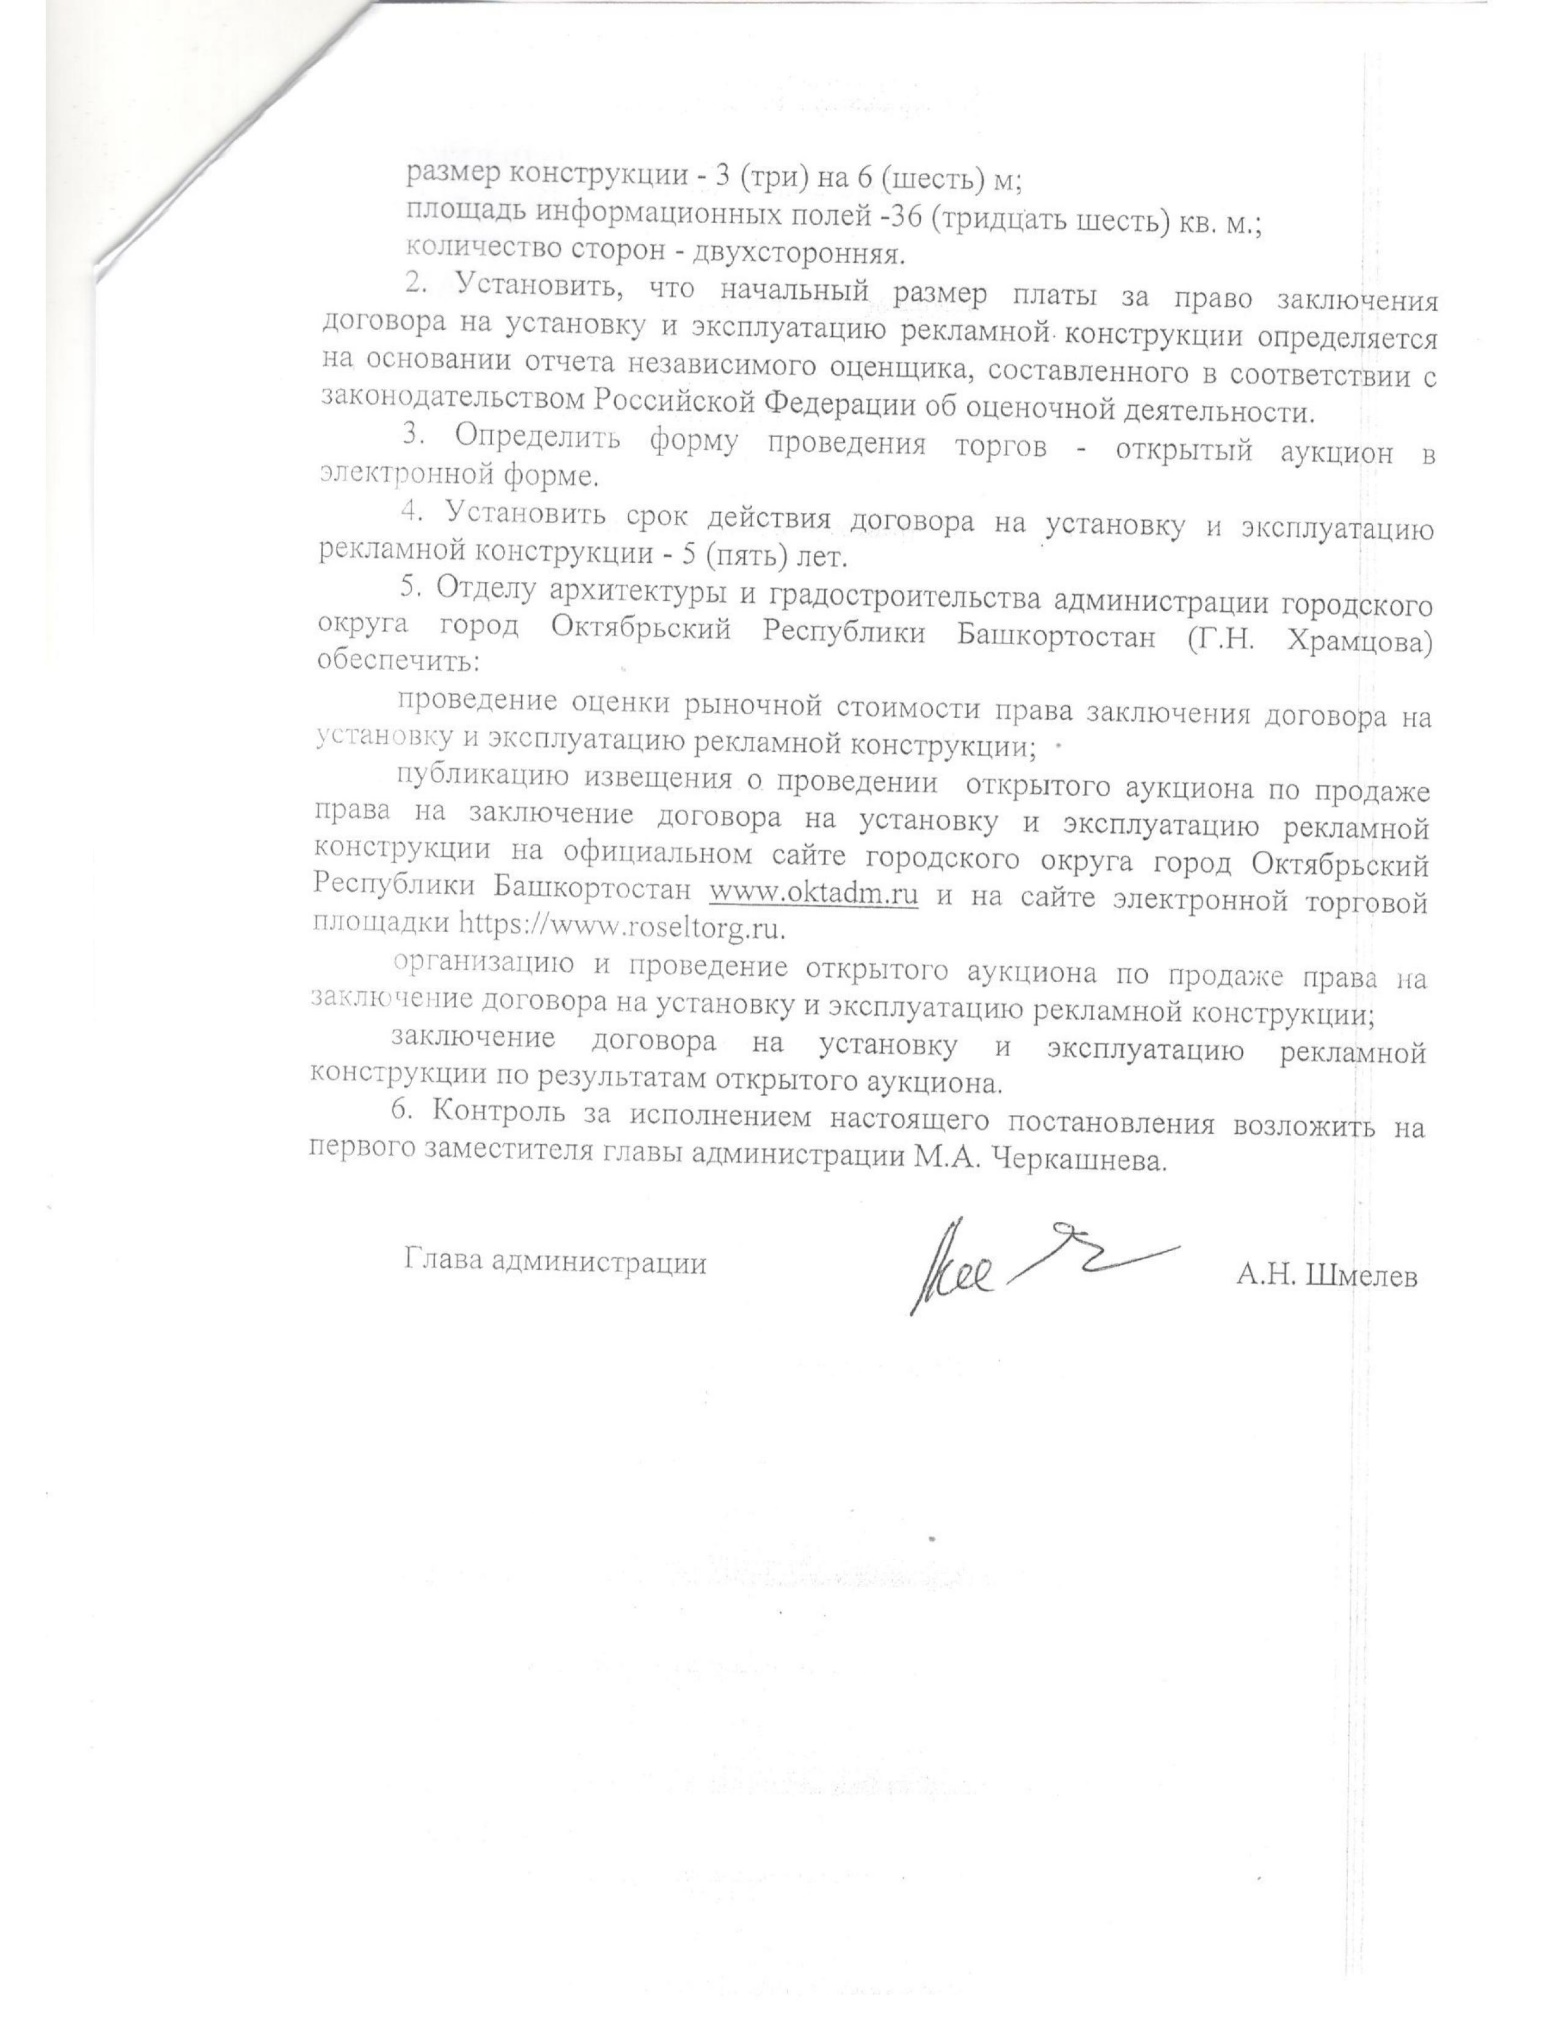 размер конструкции - 3 (три) на 6 (шесть) м;
площадь информационных полей -36 (тридцать шесть) кв. м.;
количество сторон - двухсторонняя.
2. Установить, что начальный размер платы за право заключения
договора на установку и эксплуатацию рекламной конструкции определяется
на основании отчета независимого оценщика, составленного в соответствии с
законодательством Российской Федерации об оценочной деятельности.
3. Определить форму проведения торгов - открытый аукцион в
электронной форме.
4. Установить срок действия договора на установку и эксплуатацию
рекламной конструкции - 5 (пять) лет.
5. Отделу архитектуры и градостроительства администрации городского
округа город Октябрьский Республики Башкортостан (Г.Н. Храмцова)
обеспечить:
проведение оценки рыночной стоимости права заключения договора на
установку и эксплуатацию рекламной конструкции;
публикацию извещения о проведении открытого аукциона по продаже
права на заключение договора на установку и эксплуатацию рекламной
конструкции на официальном сайте городского округа город Октябрьский
Республики Башкортостан www.oktadm.ru и на сайте электронной торговой
площадки https://www.roseltorg.ru.
организацию и проведение открытого аукциона по продаже права на
заключение договора на установку и эксплуатацию рекламной конструкции;
заключение договора на установку и эксплуатацию рекламной
конструкции по результатам открытого аукциона.
6. Контроль за исполнением настоящего постановления возложить на
первого заместителя главы администрации М.А. Черкашнева.
Глава администрации
А.Н. Шмелев